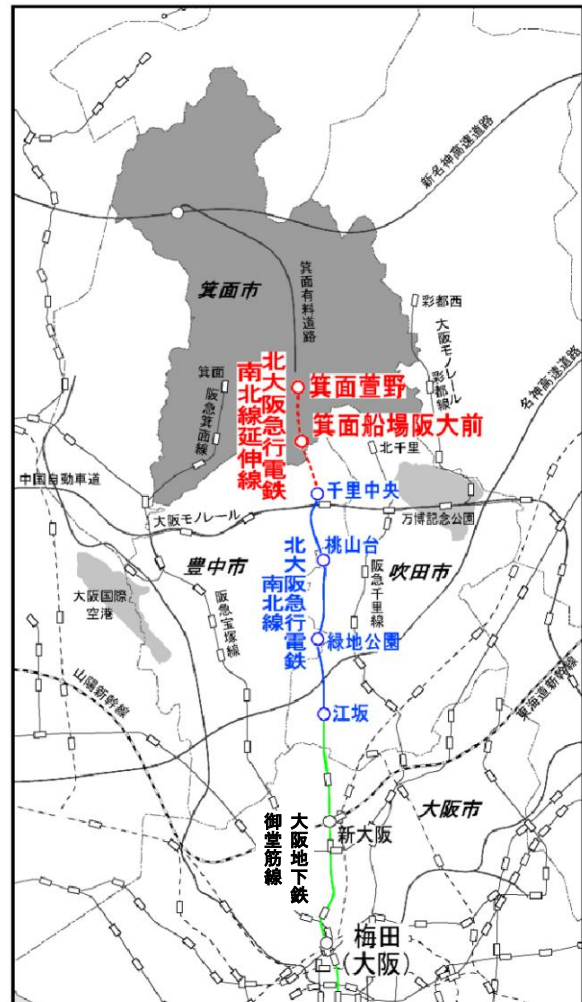 新名神高速道路
箕面市
箕面有料道路
彩都西
大阪モノレール
彩都線
名神高速道路
箕面
阪急箕面線
北大阪急行電鉄
南北線延伸線
箕面萱野
箕面船場阪大前
北千里
中国自動車道
千里中央
大阪モノレール
万博記念公園
豊中市
北大阪急行電鉄
南北線
桃山台
阪急千里線
吹田市
大阪国際
空港
阪急宝塚線
緑地公園
山陽新幹線
東海道新幹線
江坂
大阪市
大阪地下鉄
御堂筋線
新大阪
梅田
(大阪)